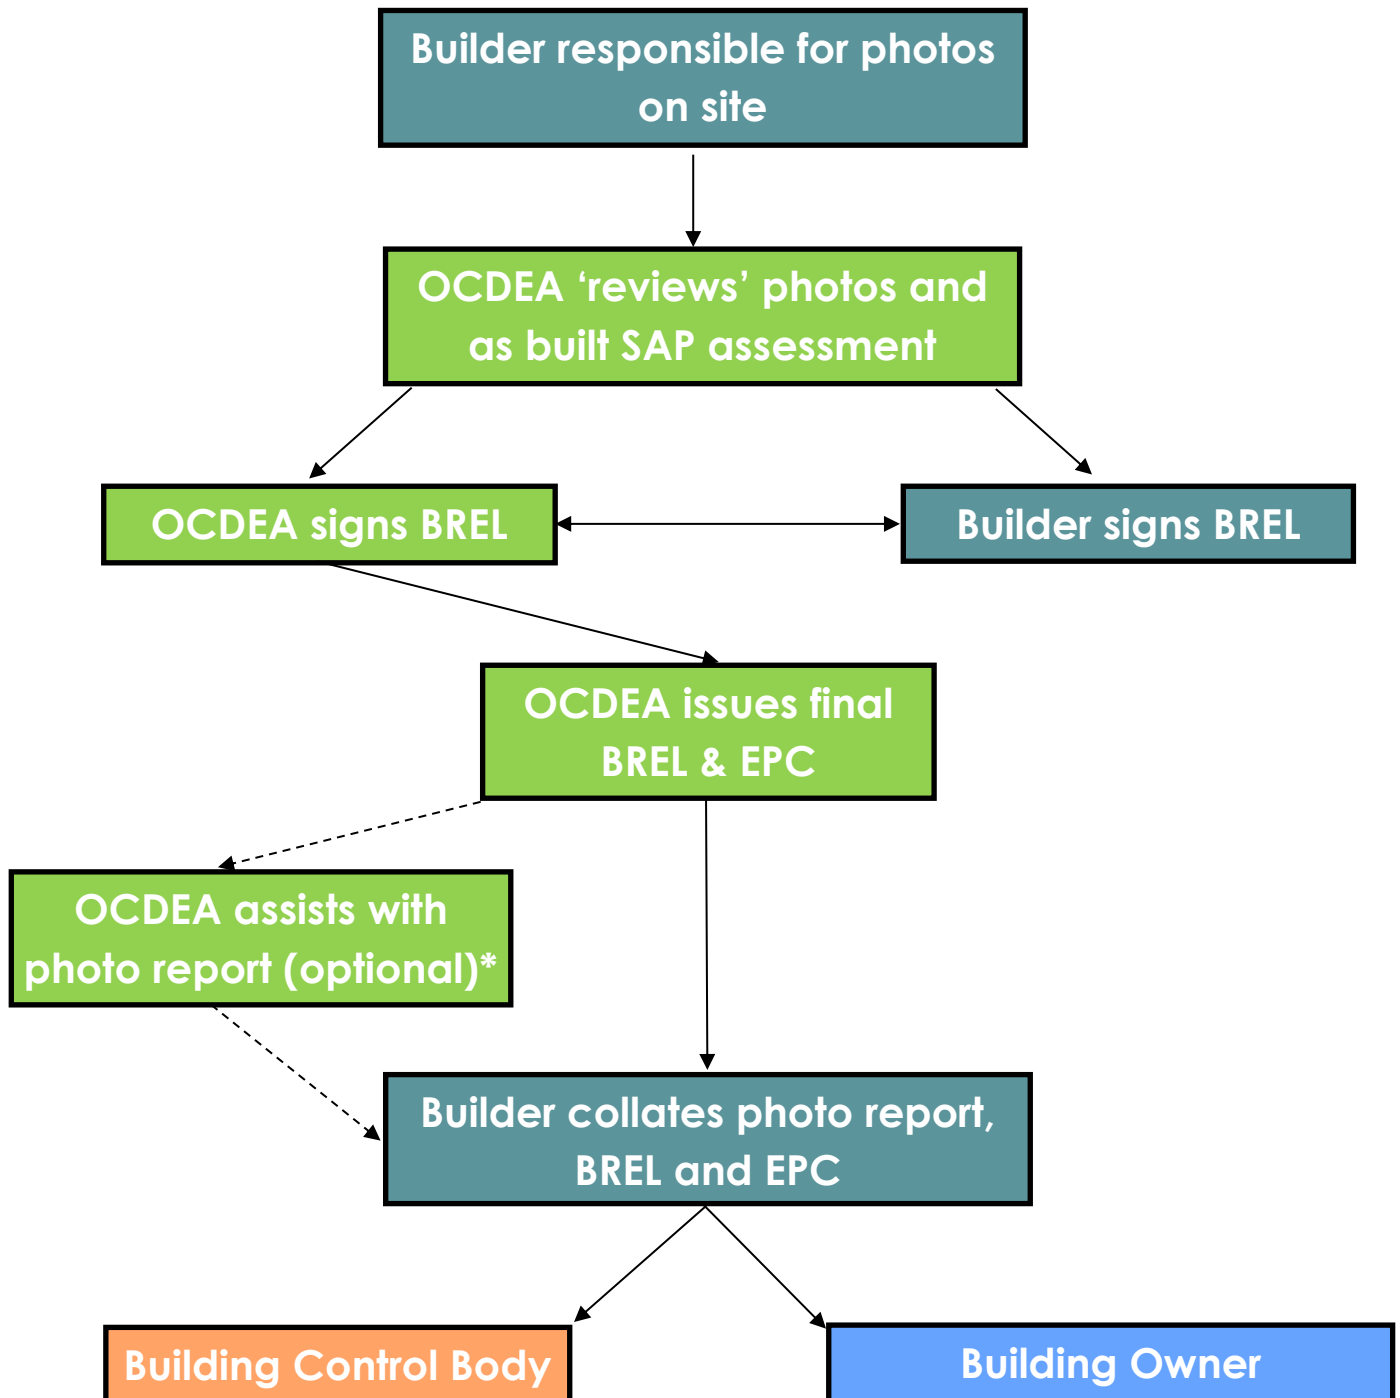 Builder responsible for photos
on site
OCDEA ‘reviews’ photos and
as built SAP assessment
OCDEA signs BREL
Builder signs BREL
OCDEA issues final
BREL & EPC
OCDEA assists with
photo report (optional)*
Builder collates photo report,
BREL and EPC
Building Control Body
Building Owner